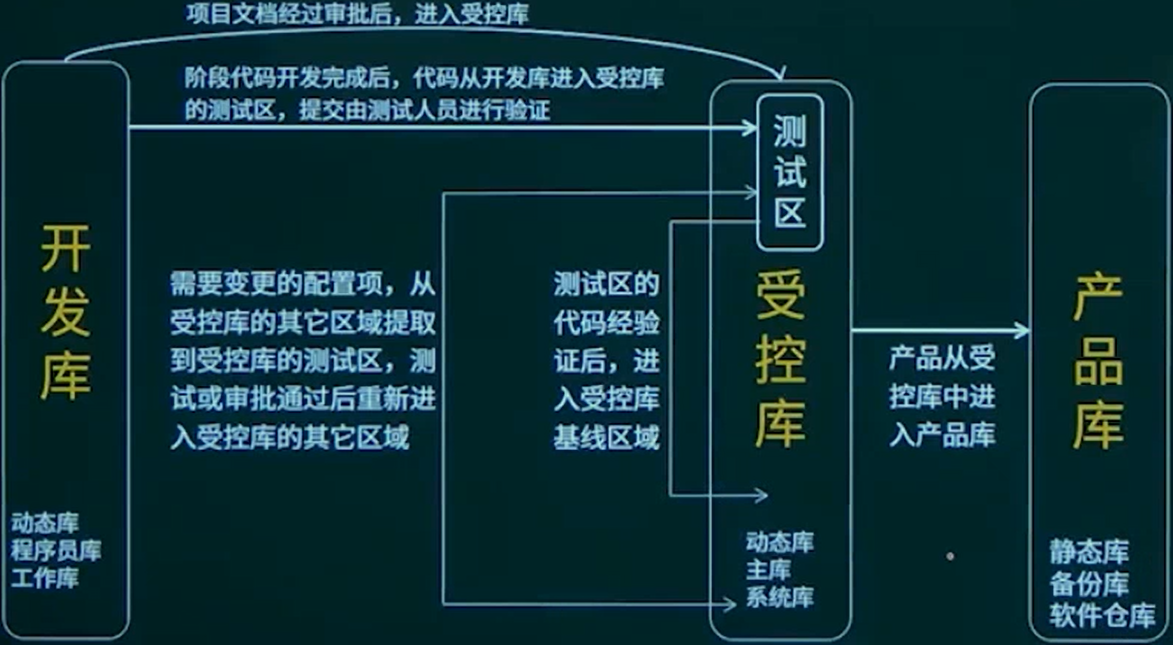 项目文档经过审批后，进入受控库
阶段代码开发完成后，代码从开发库进入受控库
的测试区，提交由测试人员进行验证
开发库
动态库
程序员库
工作库
需要变更的配置项，从
受控库的其它区域提取
到受控库的测试区，测
试或审批通过后重新进
入受控库的其它区域
测试区的
代码经验
证后，进
入受控库
基线区域
测试区
受控库
动态库
主库
系统库
产品从受
控库中进
入产品库
产品库
静态库
备份库
软件仓库